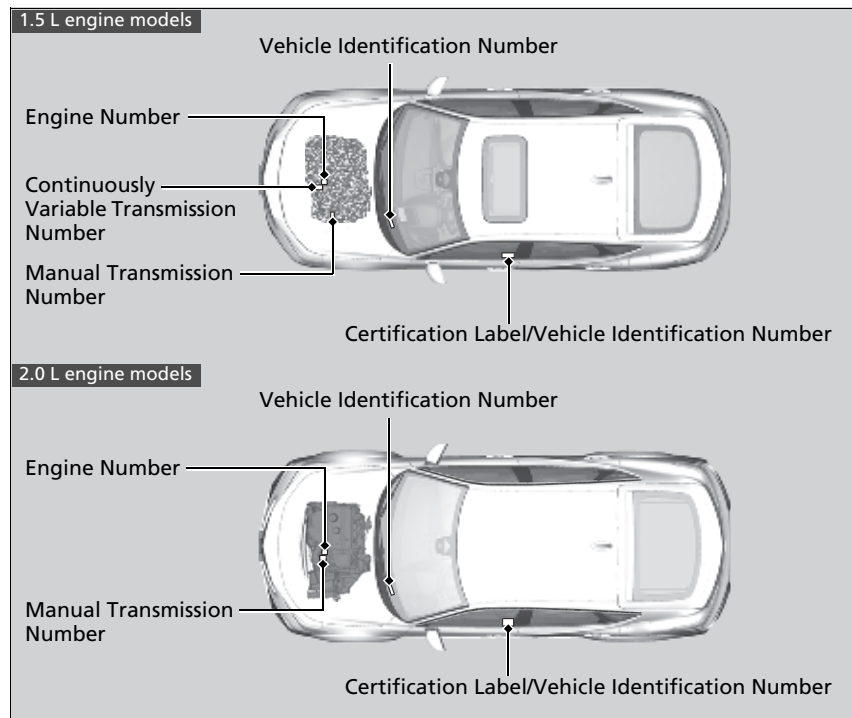 1.5 L engine models
Vehicle Identification Number
Engine Number
Continuously
Variable Transmission
Number
Manual Transmission
Number
Certification Label/Vehicle Identification Number
2.0 L engine models
Vehicle Identification Number
Engine Number
Manual Transmission
Number
Certification Label/Vehicle Identification Number